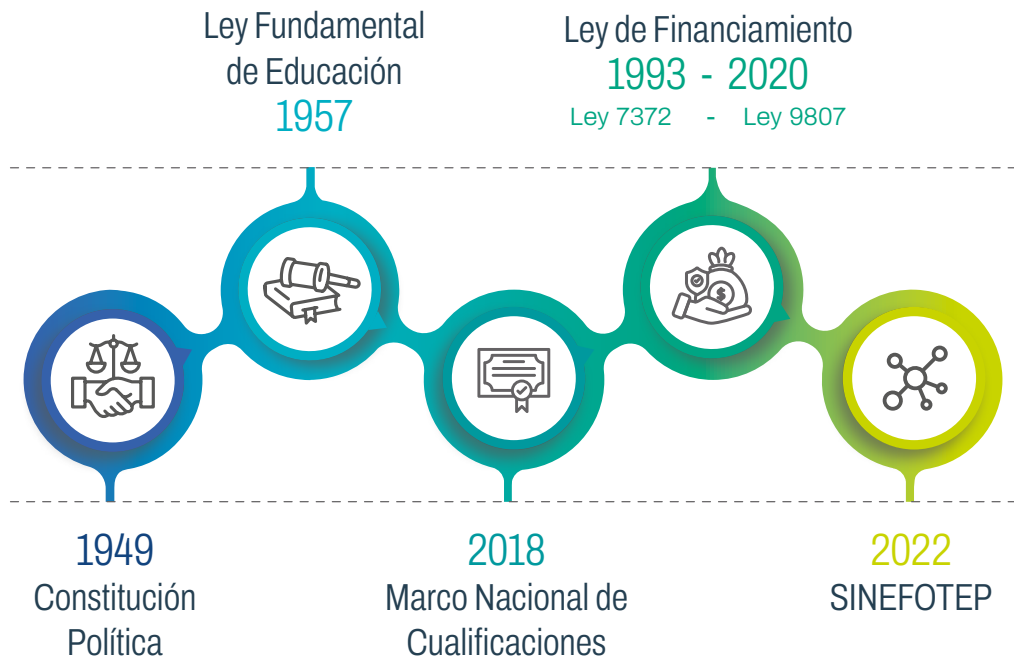 Ley Fundamental
de Educación
1957
Ley de Financiamiento
1993 - 2020
Ley 7372 - Ley 9807
1949
Constitución
Política
2018
Marco Nacional de
Cualificaciones
2022
SINEFOTEP